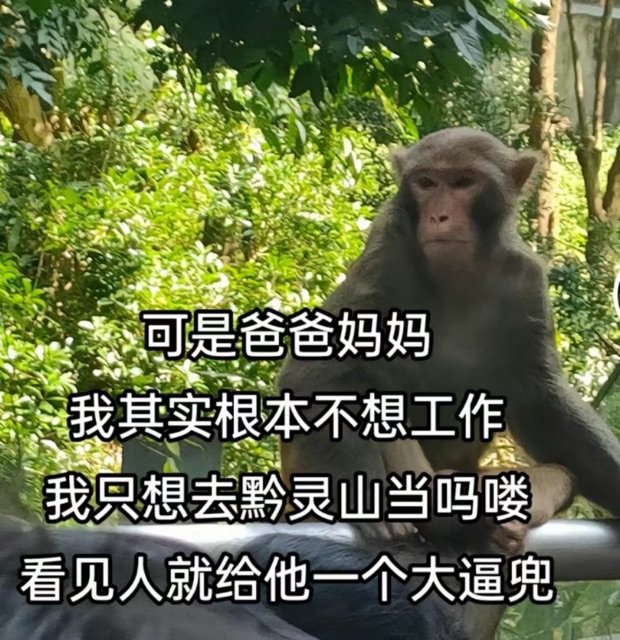 可是爸爸妈妈
我其实根本不想工作
我只想去黔灵山当吗喽
看见人就给他一个大逼兜